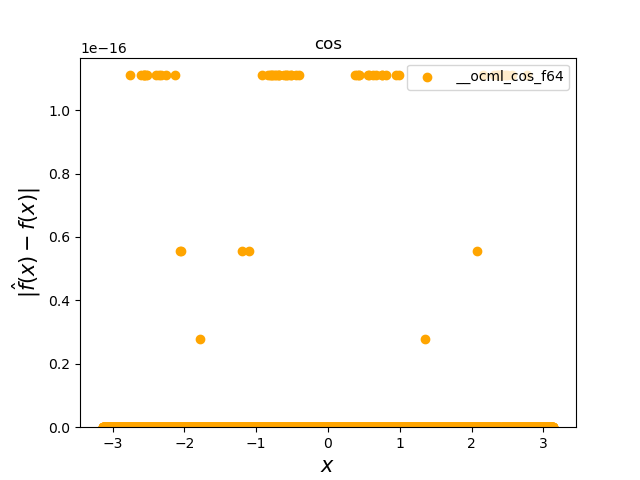 cos
1e−16
__ocml_cos_f64
1.0
0.8
0.6
0.4
0.2
0.0
|f̂(x) − f(x)|
−3 −2 −1 0 1 2 3
x